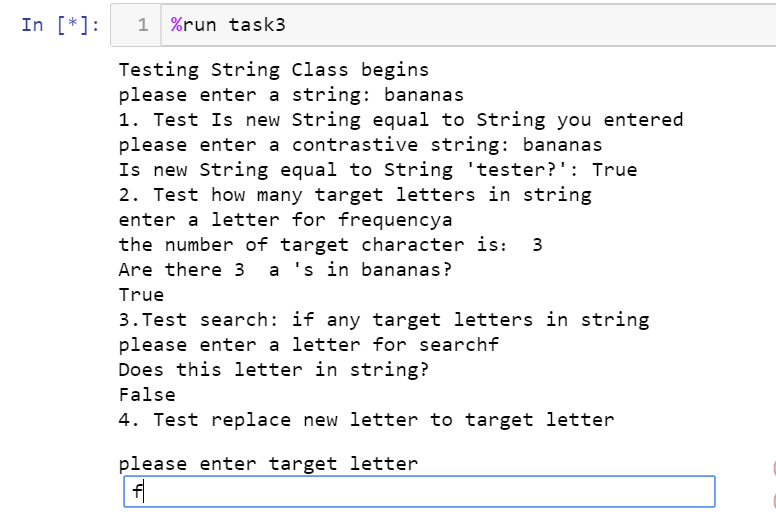 In [*]: 1 %run task3
Testing String Class begins
please enter a string: bananas
1. Test Is new String equal to String you entered
please enter a contrastive string: bananas
Is new String equal to String 'tester?': True
2. Test how many target letters in string
enter a letter for frequencya
the number of target character is:  3
Are there 3  a 's in bananas?
True
3.Test search: if any target letters in string
please enter a letter for searchf
Does this letter in string?
False
4. Test replace new letter to target letter
please enter target letter
f